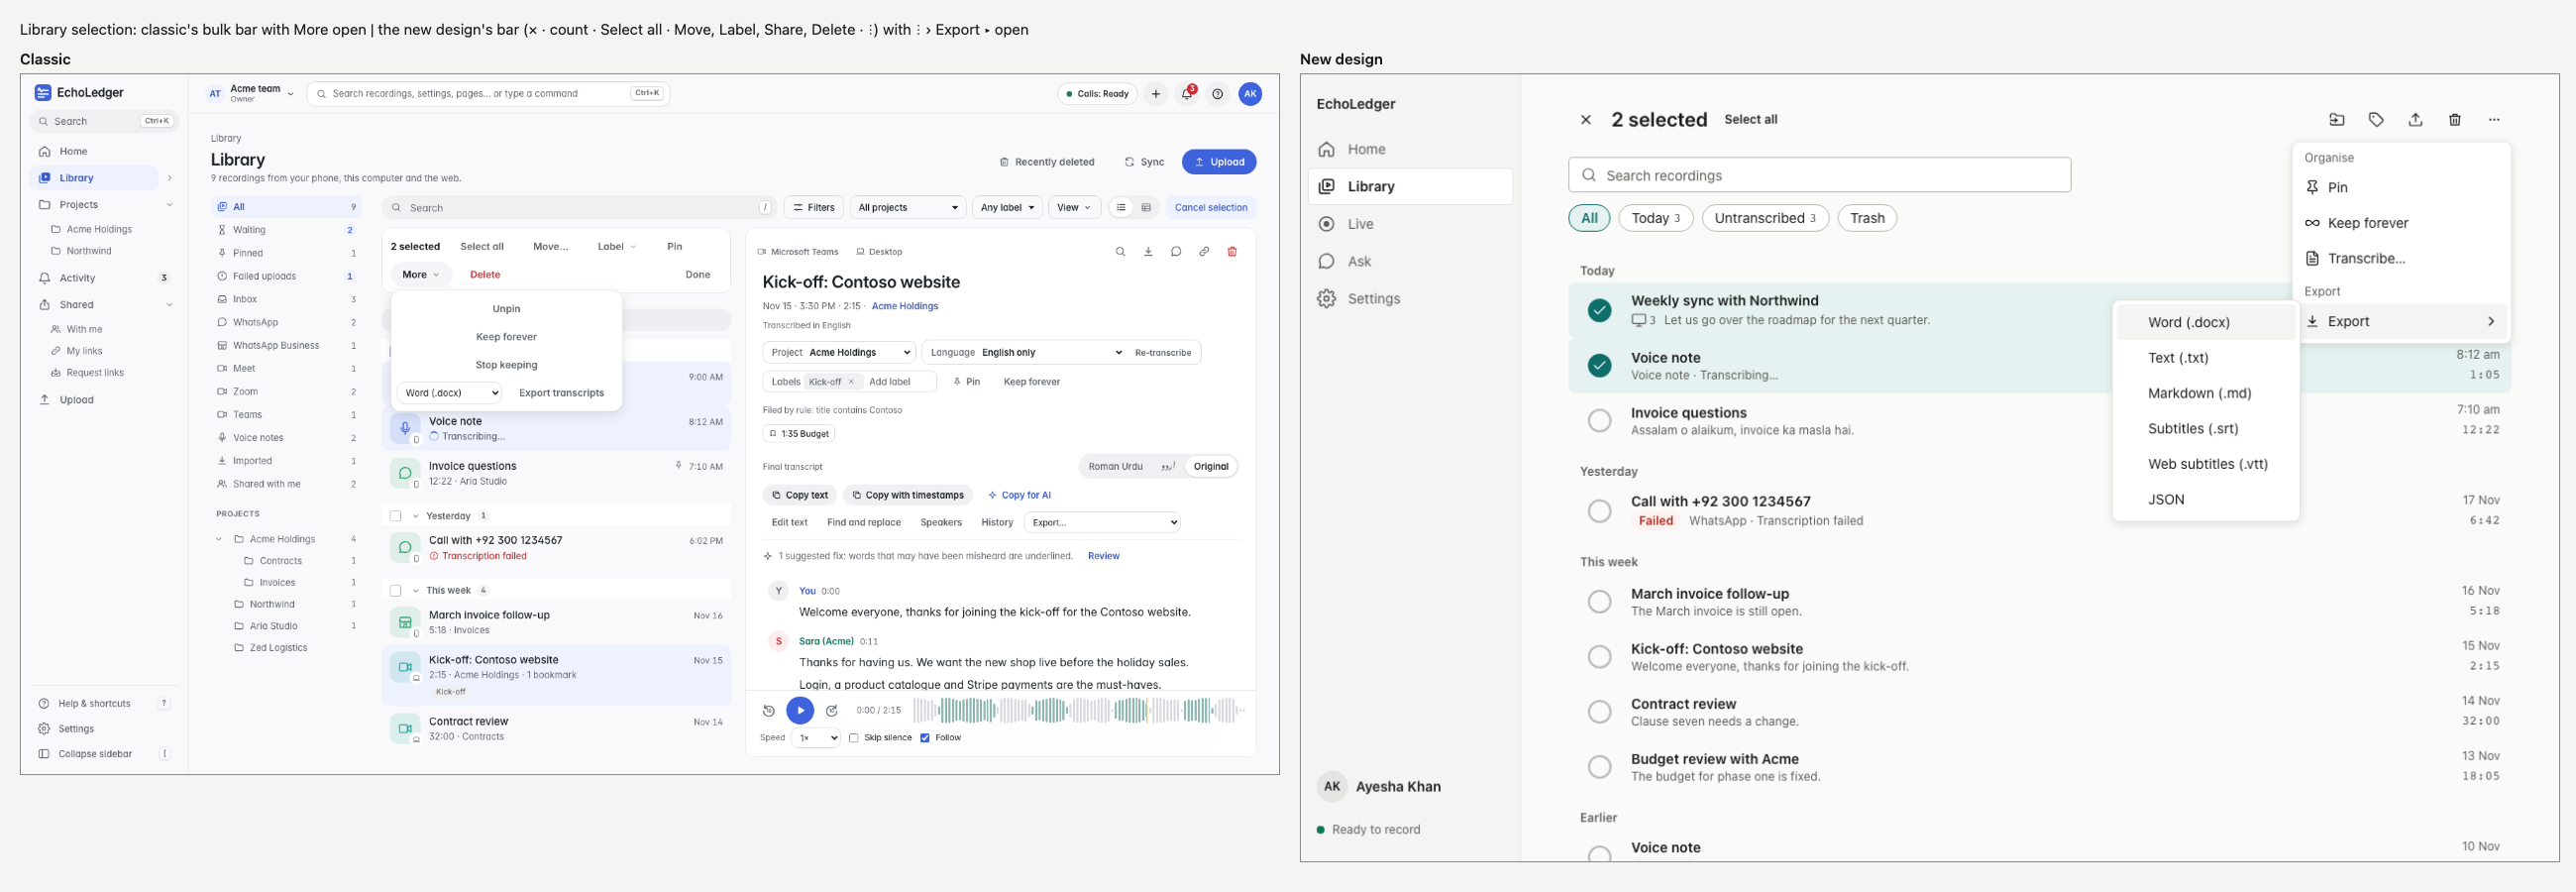 Library selection: classic's bulk bar with More open | the new design's bar (× · count · Select all · Move, Label, Share, Delete · ⋮) with ⋮ › Export ▸ open
Classic
EchoLedger
Search Ctrl+K
Home
Library
Projects
Acme Holdings
Northwind
Activity 3
Shared
With me
My links
Request links
Upload
Help & shortcuts ?
Settings
Collapse sidebar [
AT Acme team
Owner
Search recordings, settings, pages... or type a command Ctrl+K
Calls: Ready
3
AK
Library
Library
9 recordings from your phone, this computer and the web.
Recently deleted
Sync
Upload
All 9
Waiting 2
Pinned 1
Failed uploads 1
Inbox 3
WhatsApp 2
WhatsApp Business 1
Meet 1
Zoom 2
Teams 1
Voice notes 2
Imported 1
Shared with me 2
PROJECTS
Acme Holdings 4
Contracts 1
Invoices 1
Northwind 1
Aria Studio 1
Zed Logistics
Search /
Filters
All projects
Any label
View
Cancel selection
2 selected Select all Move... Label Pin
More Delete Done
Unpin
Keep forever
Stop keeping
Word (.docx) Export transcripts
9:00 AM
Voice note 8:12 AM
Transcribing...
Invoice questions 7:10 AM
12:22 · Aria Studio
Yesterday 1
Call with +92 300 1234567 6:02 PM
Transcription failed
This week 4
March invoice follow-up Nov 16
5:18 · Invoices
Kick-off: Contoso website Nov 15
2:15 · Acme Holdings · 1 bookmark
Kick-off
Contract review Nov 14
32:00 · Contracts
Microsoft Teams Desktop
Kick-off: Contoso website
Nov 15 · 3:30 PM · 2:15 · Acme Holdings
Transcribed in English
Project Acme Holdings Language English only Re-transcribe
Labels Kick-off × Add label Pin Keep forever
Filed by rule: title contains Contoso
1:35 Budget
Final transcript Roman Urdu اردو Original
Copy text Copy with timestamps Copy for AI
Edit text Find and replace Speakers History Export...
1 suggested fix: words that may have been misheard are underlined. Review
Y You 0:00
Welcome everyone, thanks for joining the kick-off for the Contoso website.
S Sara (Acme) 0:11
Thanks for having us. We want the new shop live before the holiday sales.
Login, a product catalogue and Stripe payments are the must-haves.
0:00 / 2:15
Speed 1× Skip silence Follow
New design
EchoLedger
Home
Library
Live
Ask
Settings
AK Ayesha Khan
Ready to record
2 selected Select all
Search recordings
All
Today 3
Untranscribed 3
Trash
Organise
Pin
Keep forever
Transcribe...
Export
Export
Word (.docx)
Text (.txt)
Markdown (.md)
Subtitles (.srt)
Web subtitles (.vtt)
JSON
Today
Weekly sync with Northwind
3 Let us go over the roadmap for the next quarter.
Voice note 8:12 am
Voice note · Transcribing... 1:05
Invoice questions 7:10 am
Assalam o alaikum, invoice ka masla hai. 12:22
Yesterday
Call with +92 300 1234567 17 Nov
Failed WhatsApp · Transcription failed 6:42
This week
March invoice follow-up 16 Nov
The March invoice is still open. 5:18
Kick-off: Contoso website 15 Nov
Welcome everyone, thanks for joining the kick-off. 2:15
Contract review 14 Nov
Clause seven needs a change. 32:00
Budget review with Acme 13 Nov
The budget for phase one is fixed. 18:05
Earlier
Voice note 10 Nov